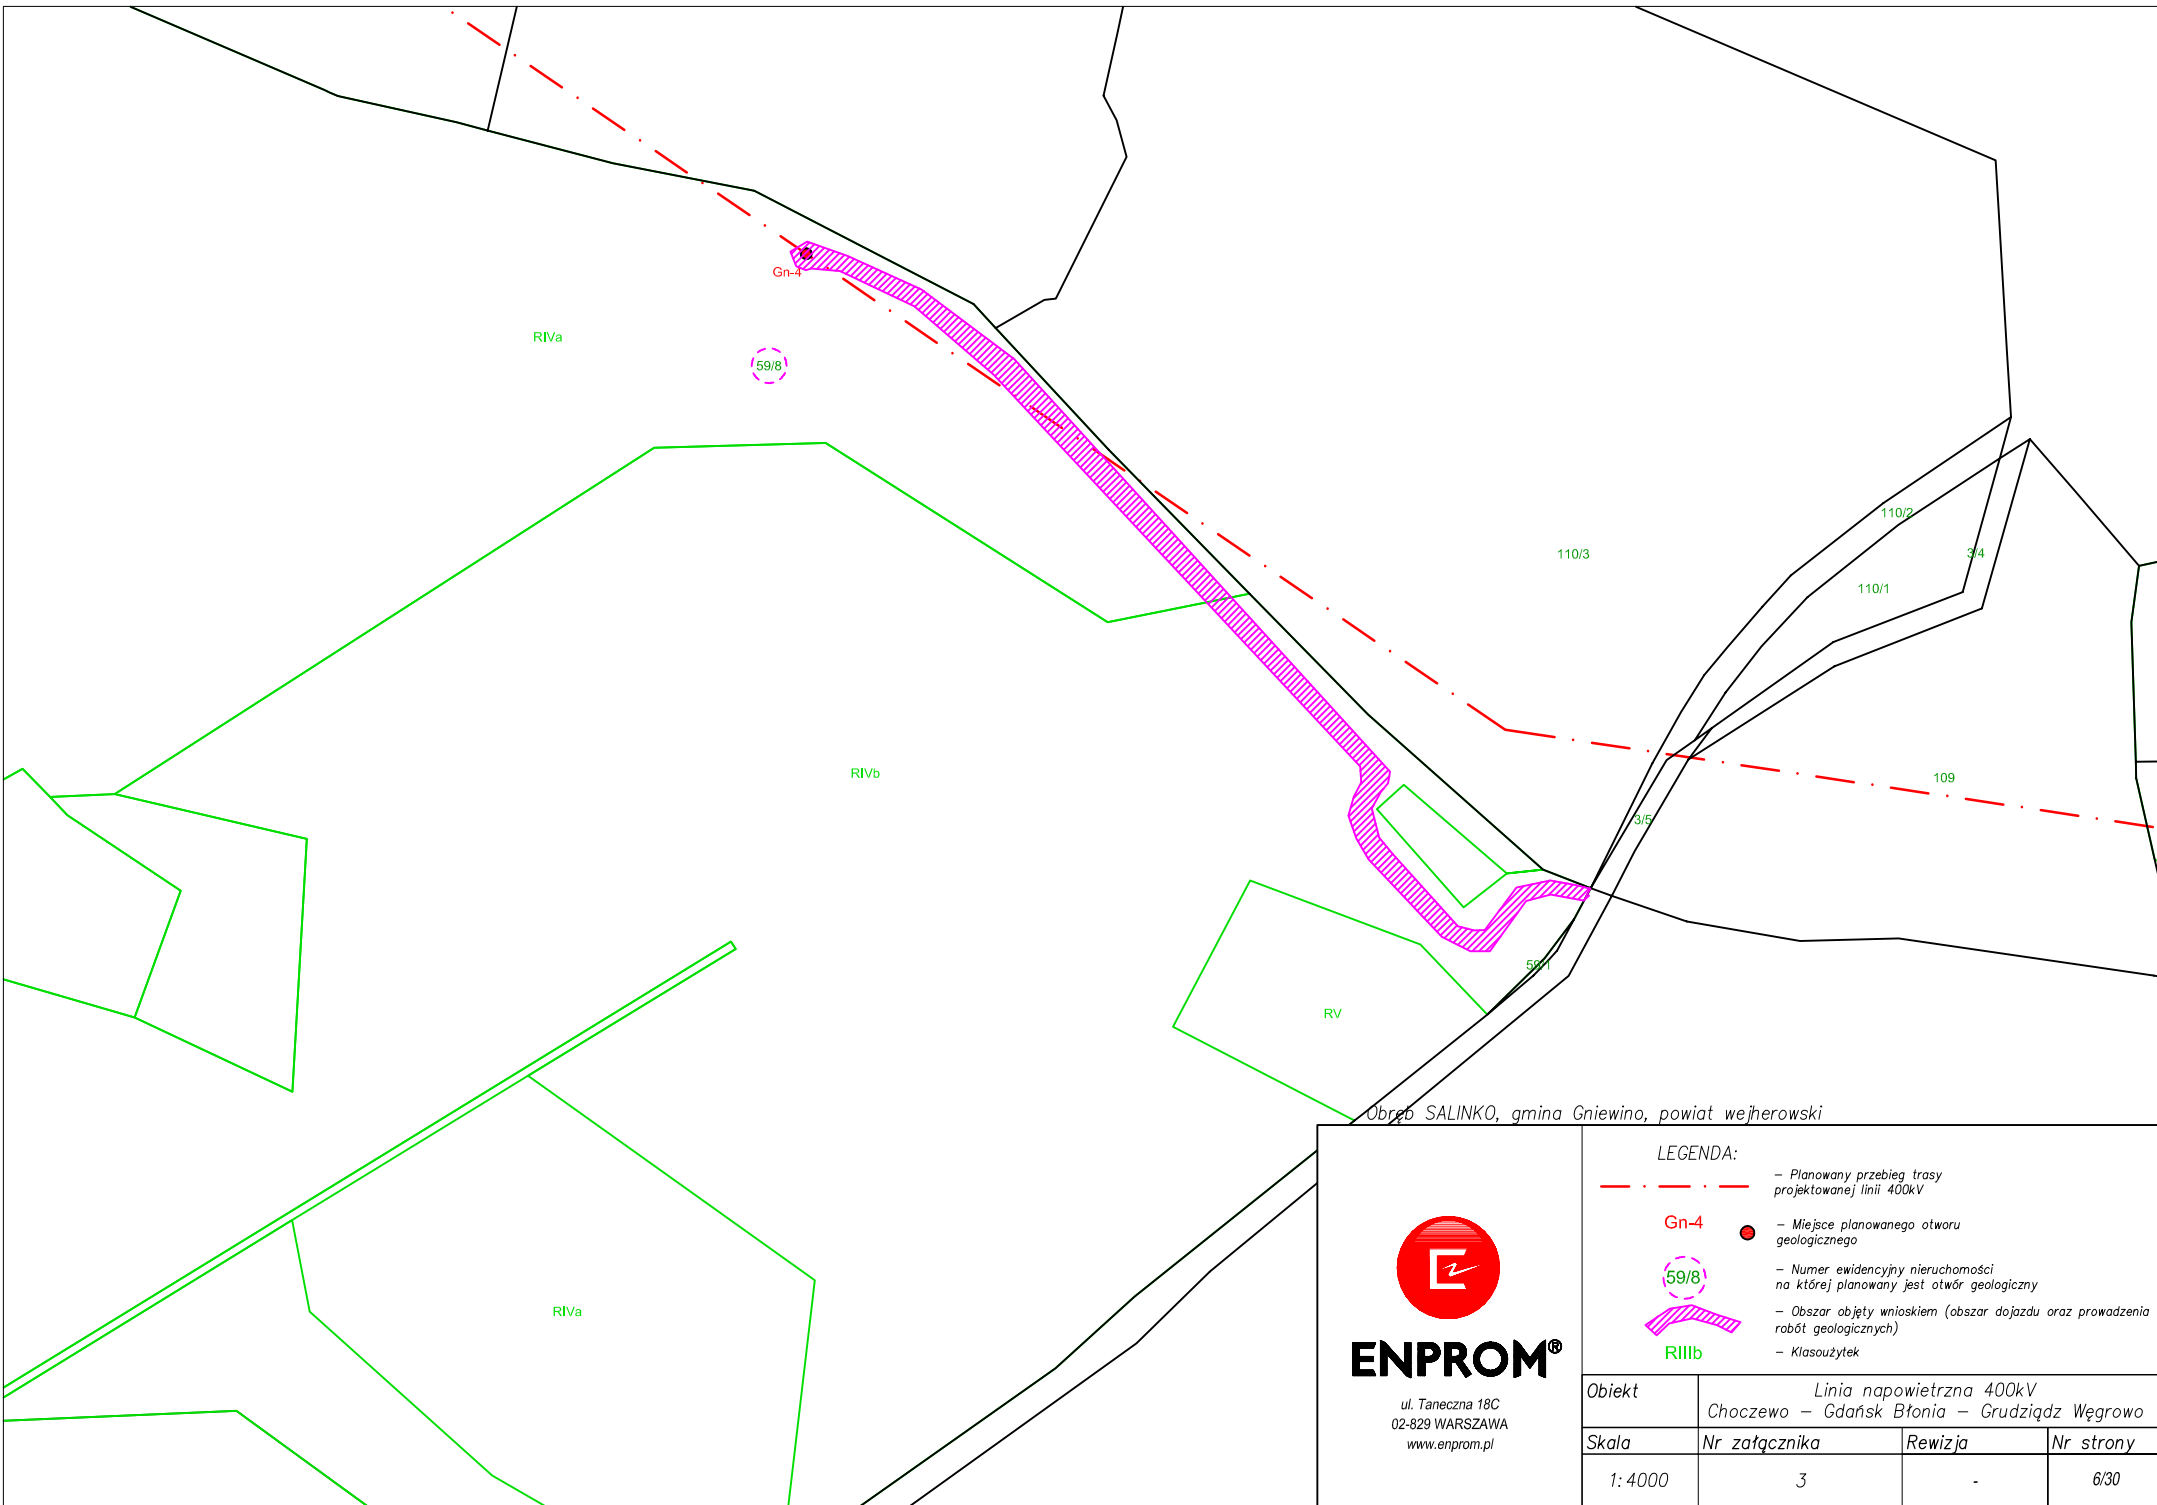 Gn-4
RIVa
59/8
110/2
110/3
3/4
110/1
RIVb
109
3/5
59/1
RV
Obręb SALINKO, gmina Gniewino, powiat wejherowski
RIVa
LEGENDA:
– Planowany przebieg trasy
projektowanej linii 400kV
Gn-4
– Miejsce planowanego otworu
geologicznego
59/8
– Numer ewidencyjny nieruchomości
na której planowany jest otwór geologiczny
– Obszar objęty wnioskiem (obszar dojazdu oraz prowadzenia
robót geologicznych)
RIIIb
– Klasoużytek
ENPROM®
ul. Taneczna 18C
02-829 WARSZAWA
www.enprom.pl
Obiekt
Linia napowietrzna 400kV
Choczewo – Gdańsk Błonia – Grudziądz Węgrowo
Skala
Nr załącznika
Rewizja
Nr strony
1:4000
3
-
6/30